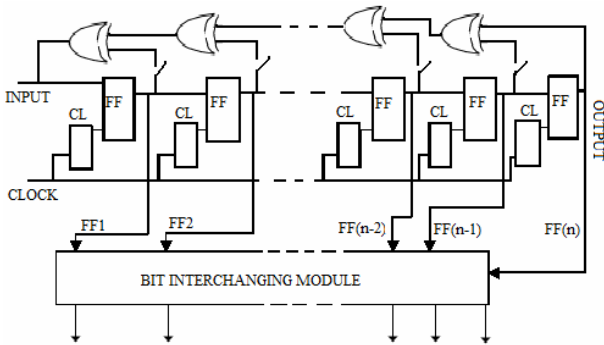 INPUT
FF
FF
FF
FF
FF
CL
CL
CL
CL
CL
OUTPUT
CLOCK
FF1
FF2
FF(n-2)
FF(n-1)
FF(n)
BIT INTERCHANGING MODULE